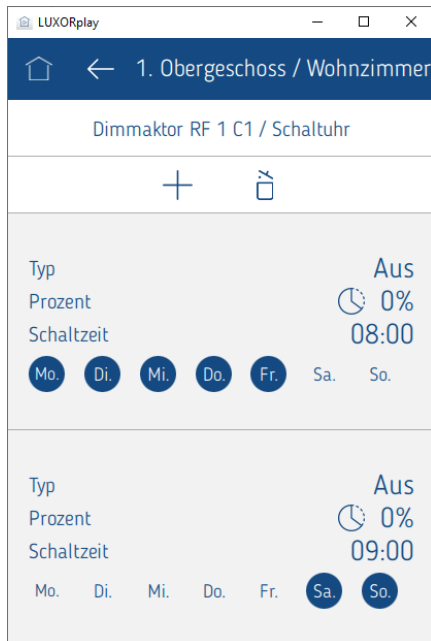 LUXORplay
1. Obergeschoss / Wohnzimmer
Dimmaktor RF 1 C1 / Schaltuhr
Typ Aus
Prozent 0%
Schaltzeit 08:00
Mo. Di. Mi. Do. Fr. Sa. So.
Typ Aus
Prozent 0%
Schaltzeit 09:00
Mo. Di. Mi. Do. Fr. Sa. So.